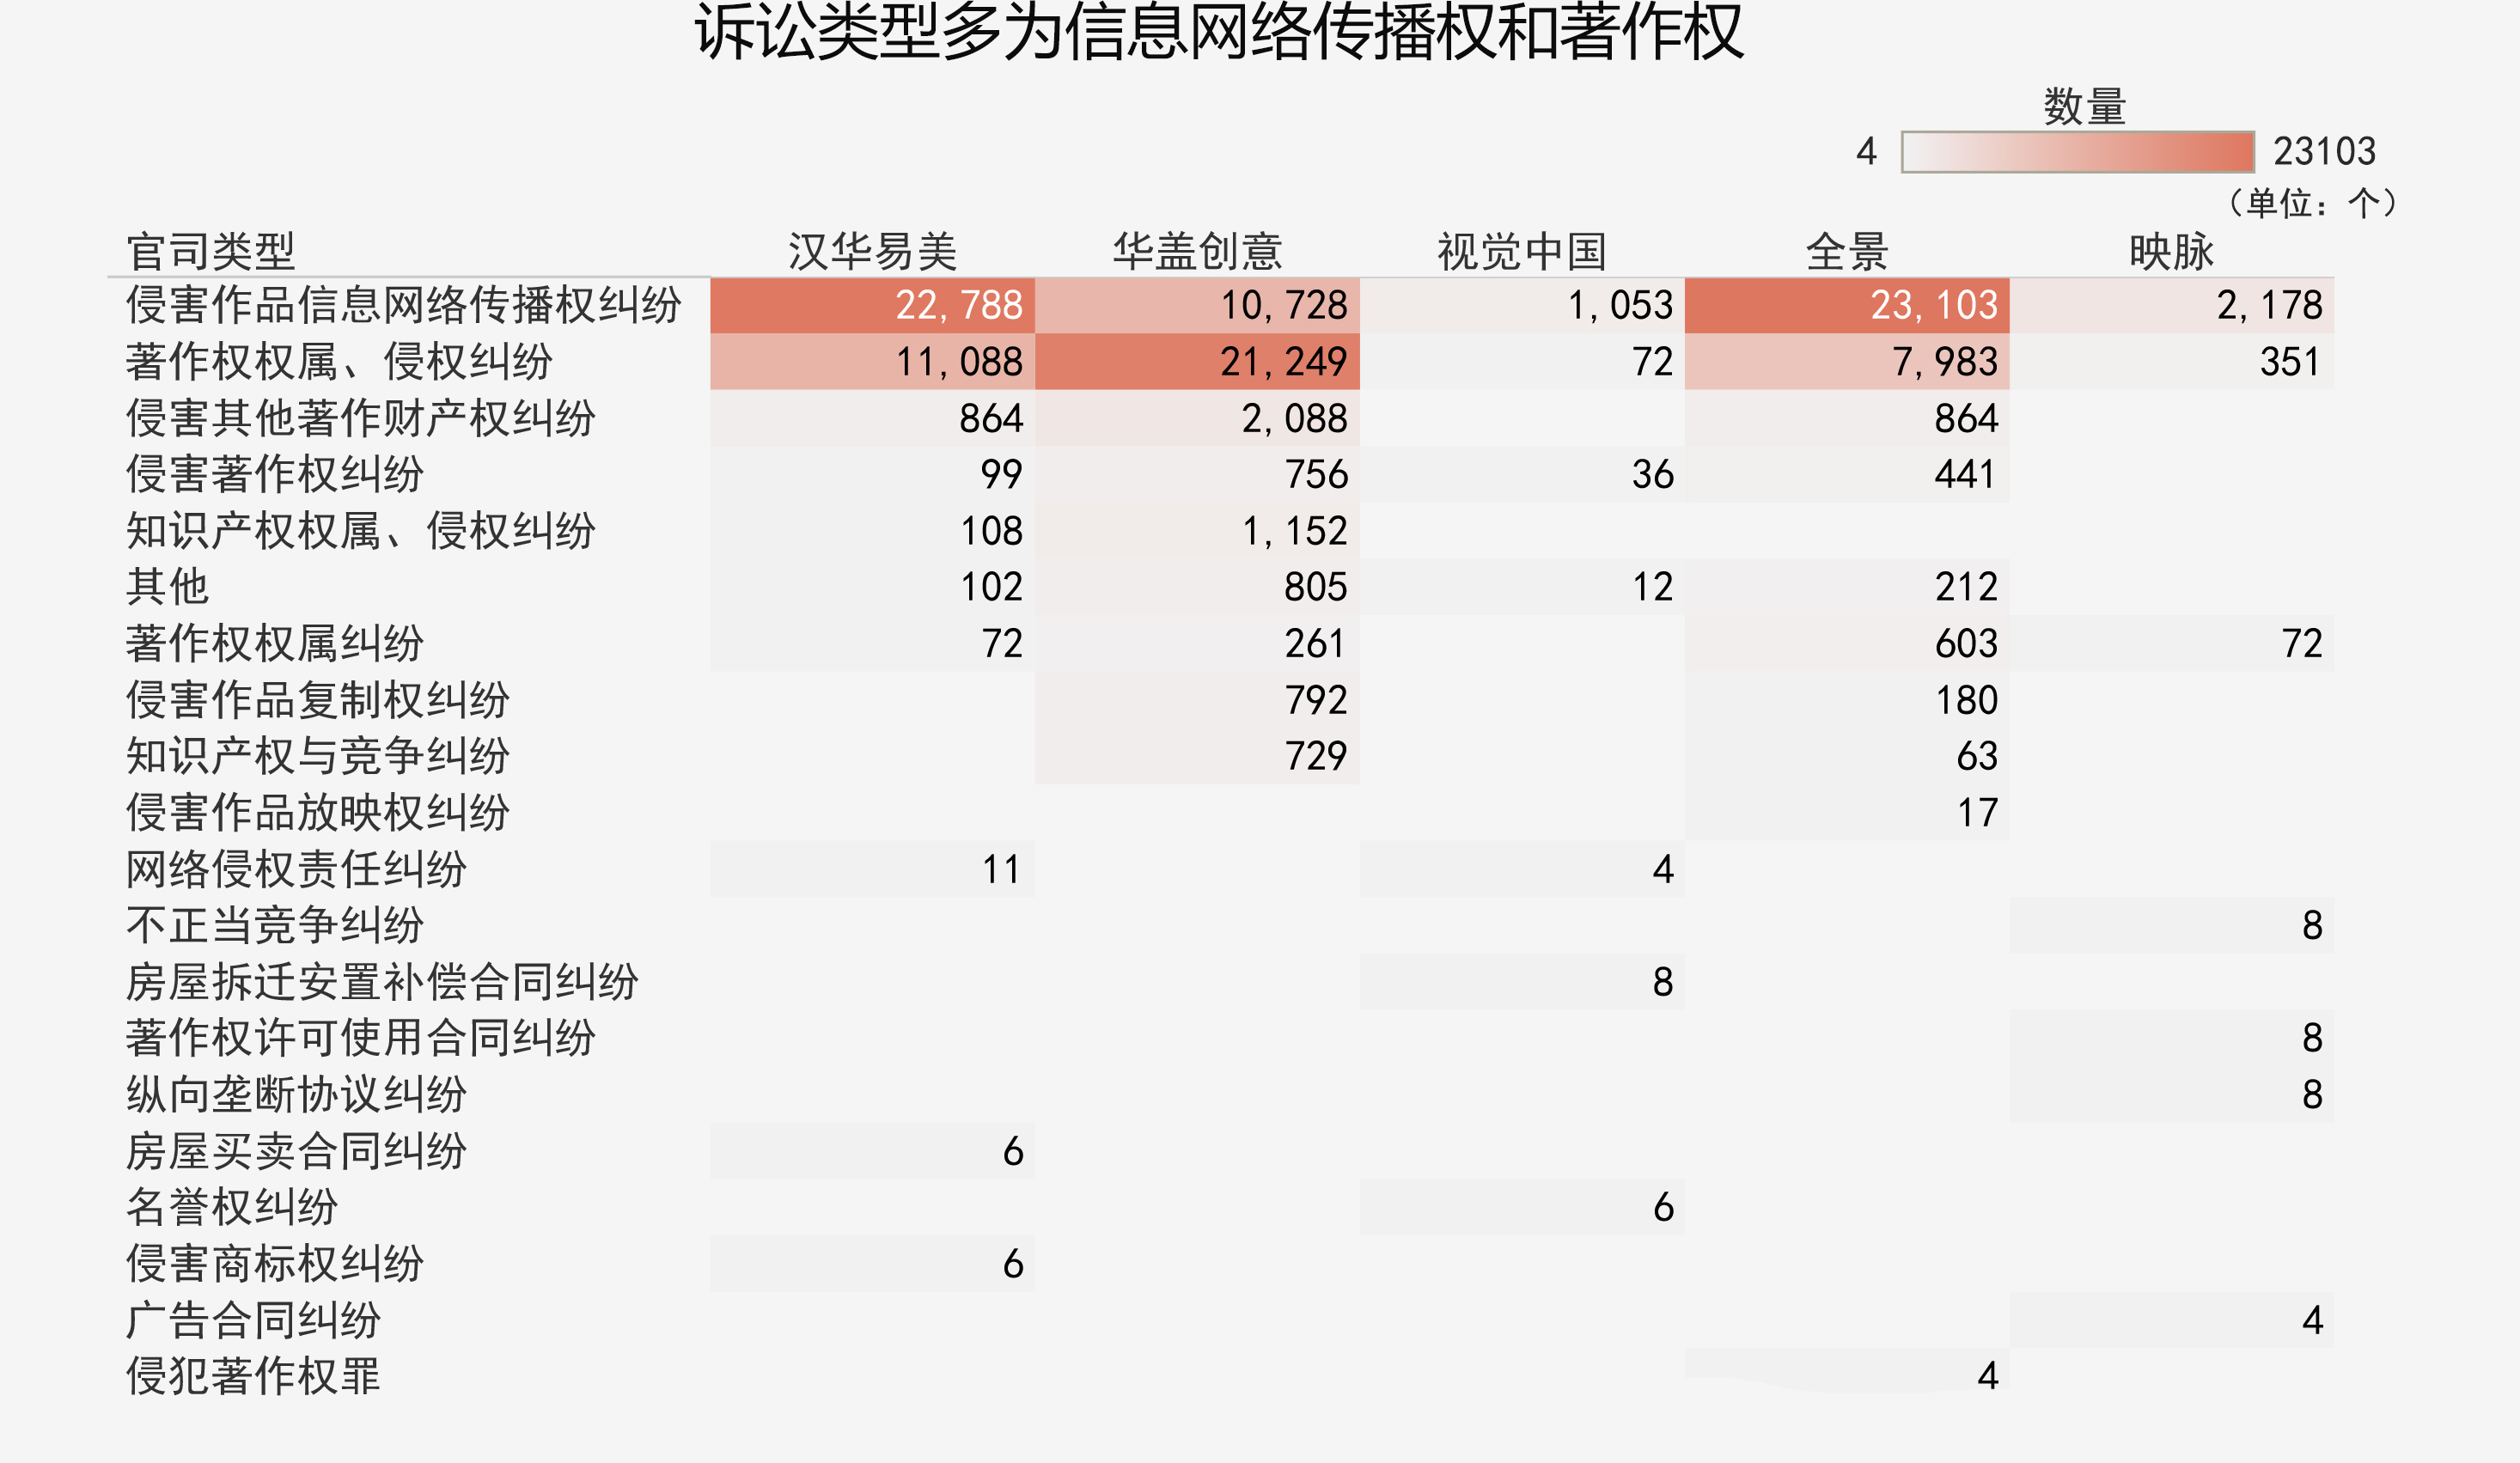 诉讼类型多为信息网络传播权和著作权
数量
4 23103
（单位：个）
官司类型 汉华易美 华盖创意 视觉中国 全景 映脉
侵害作品信息网络传播权纠纷 22,788 10,728 1,053 23,103 2,178
著作权权属、侵权纠纷 11,088 21,249 72 7,983 351
侵害其他著作财产权纠纷 864 2,088 864
侵害著作权纠纷 99 756 36 441
知识产权权属、侵权纠纷 108 1,152
其他 102 805 12 212
著作权权属纠纷 72 261 603 72
侵害作品复制权纠纷 792 180
知识产权与竞争纠纷 729 63
侵害作品放映权纠纷 17
网络侵权责任纠纷 11 4
不正当竞争纠纷 8
房屋拆迁安置补偿合同纠纷 8
著作权许可使用合同纠纷 8
纵向垄断协议纠纷 8
房屋买卖合同纠纷 6
名誉权纠纷 6
侵害商标权纠纷 6
广告合同纠纷 4
侵犯著作权罪 4